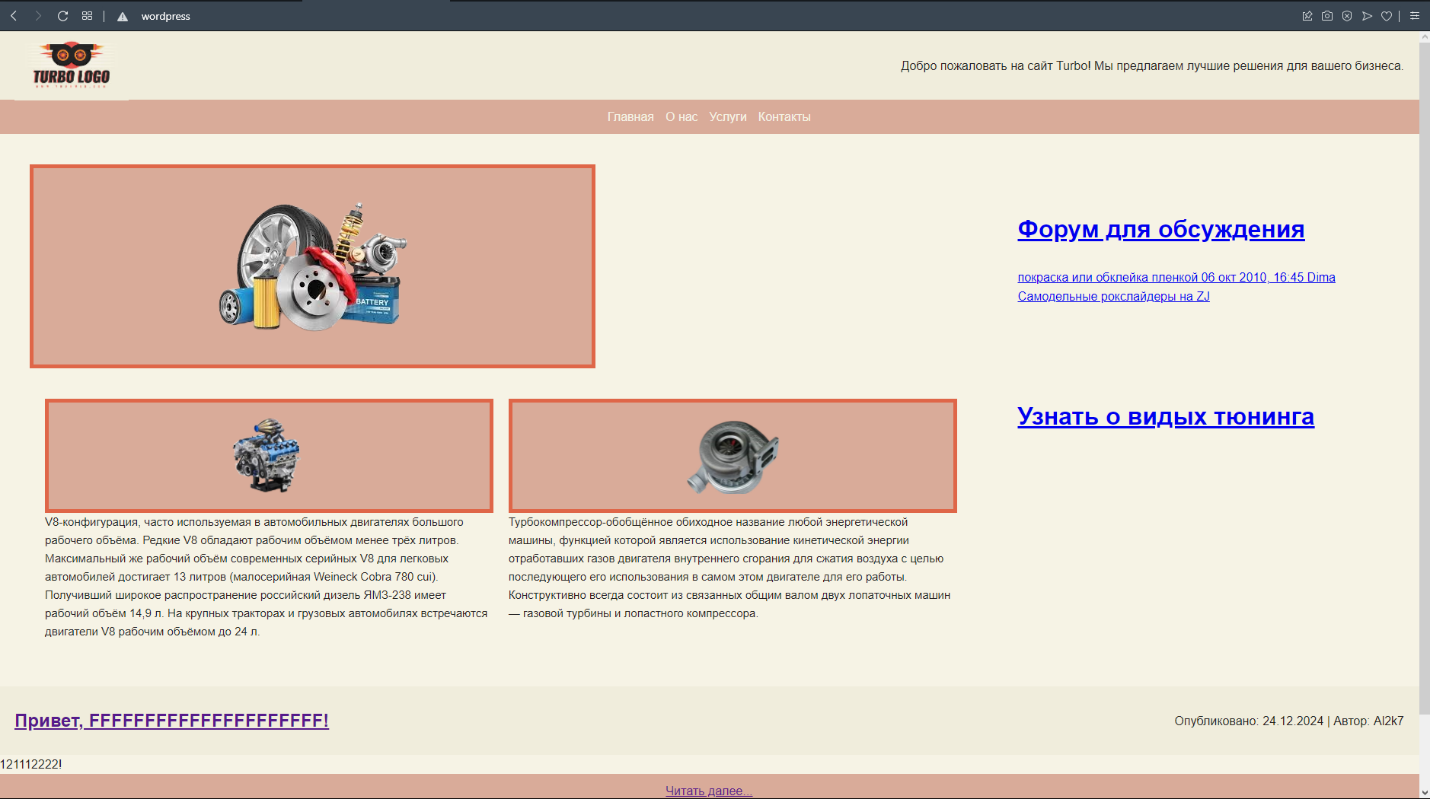 wordpress
TURBO LOGO
Добро пожаловать на сайт Turbo! Мы предлагаем лучшие решения для вашего бизнеса.
Главная О нас Услуги Контакты
BATTERY
Форум для обсуждения
покраска или обклейка пленкой 06 окт 2010, 16:45 Dima
Самодельные рокслайдеры на ZJ
Узнать о видых тюнинга
V8-конфигурация, часто используемая в автомобильных двигателях большого
рабочего объёма. Редкие V8 обладают рабочим объёмом менее трёх литров.
Максимальный же рабочий объём современных серийных V8 для легковых
автомобилей достигает 13 литров (малосерийная Weineck Cobra 780 cui).
Получивший широкое распространение российский дизель ЯМЗ-238 имеет
рабочий объём 14,9 л. На крупных тракторах и грузовых автомобилях встречаются
двигатели V8 рабочим объёмом до 24 л.
Турбокомпрессор-обобщённое обиходное название любой энергетической
машины, функцией которой является использование кинетической энергии
отработавших газов двигателя внутреннего сгорания для сжатия воздуха с целью
последующего его использования в самом этом двигателе для его работы.
Конструктивно всегда состоит из связанных общим валом двух лопаточных машин
— газовой турбины и лопастного компрессора.
Привет, FFFFFFFFFFFFFFFFFFFFF!
Опубликовано: 24.12.2024 | Автор: Al2k7
121112222!
Читать далее...